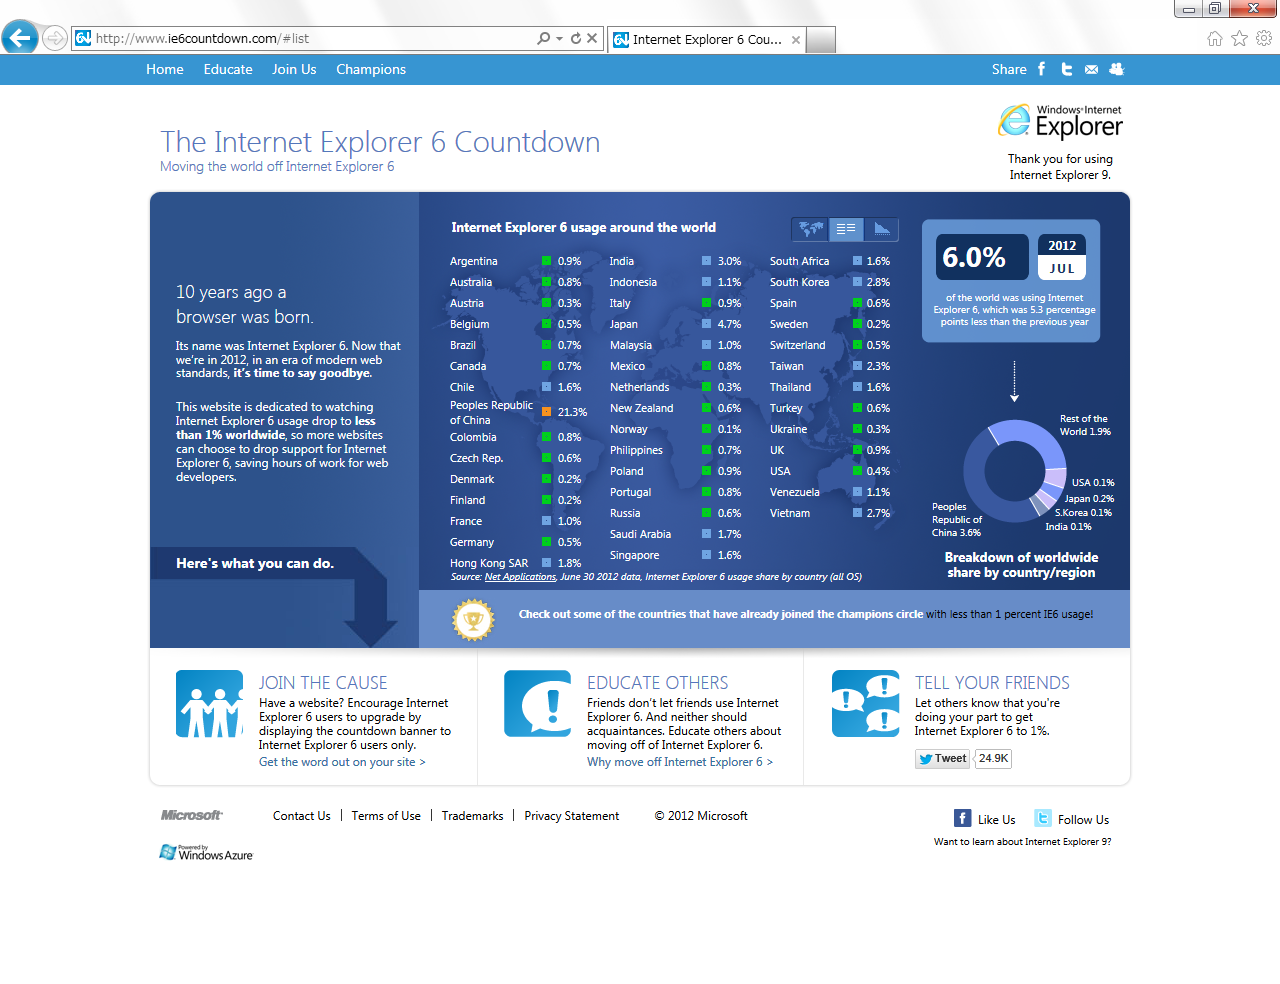 http://www.ie6countdown.com/#list
Internet Explorer 6 Cou...
Home Educate Join Us Champions
Share
Windows Internet
Explorer
Thank you for using
Internet Explorer 9.
The Internet Explorer 6 Countdown
Moving the world off Internet Explorer 6
10 years ago a
browser was born.
Its name was Internet Explorer 6. Now that
we're in 2012, in an era of modern web
standards, it's time to say goodbye.
This website is dedicated to watching
Internet Explorer 6 usage drop to less
than 1% worldwide, so more websites
can choose to drop support for Internet
Explorer 6, saving hours of work for web
developers.
Here's what you can do.
Internet Explorer 6 usage around the world
Argentina 0.9%
Australia 0.8%
Austria 0.3%
Belgium 0.5%
Brazil 0.7%
Canada 0.7%
Chile 1.6%
Peoples Republic
of China 21.3%
Colombia 0.8%
Czech Rep. 0.6%
Denmark 0.2%
Finland 0.2%
France 1.0%
Germany 0.5%
Hong Kong SAR 1.8%
India 3.0%
Indonesia 1.1%
Italy 0.9%
Japan 4.7%
Malaysia 1.0%
Mexico 0.8%
Netherlands 0.3%
New Zealand 0.6%
Norway 0.1%
Philippines 0.7%
Poland 0.9%
Portugal 0.8%
Russia 0.6%
Saudi Arabia 1.7%
Singapore 1.6%
South Africa 1.6%
South Korea 2.8%
Spain 0.6%
Sweden 0.2%
Switzerland 0.5%
Taiwan 2.3%
Thailand 1.6%
Turkey 0.6%
Ukraine 0.3%
UK 0.9%
USA 0.4%
Venezuela 1.1%
Vietnam 2.7%
Source: Net Applications, June 30 2012 data, Internet Explorer 6 usage share by country (all OS)
6.0%
2012
JUL
of the world was using Internet
Explorer 6, which was 5.3 percentage
points less than the previous year
Rest of the
World 1.9%
USA 0.1%
Japan 0.2%
S.Korea 0.1%
India 0.1%
Peoples
Republic of
China 3.6%
Breakdown of worldwide
share by country/region
Check out some of the countries that have already joined the champions circle with less than 1 percent IE6 usage!
JOIN THE CAUSE
Have a website? Encourage Internet
Explorer 6 users to upgrade by
displaying the countdown banner to
Internet Explorer 6 users only.
Get the word out on your site >
EDUCATE OTHERS
Friends don't let friends use Internet
Explorer 6. And neither should
acquaintances. Educate others about
moving off of Internet Explorer 6.
Why move off Internet Explorer 6 >
TELL YOUR FRIENDS
Let others know that you're
doing your part to get
Internet Explorer 6 to 1%.
Tweet 24.9K
Microsoft Contact Us | Terms of Use | Trademarks | Privacy Statement © 2012 Microsoft
Like Us Follow Us
Want to learn about Internet Explorer 9?
Powered by
Windows Azure